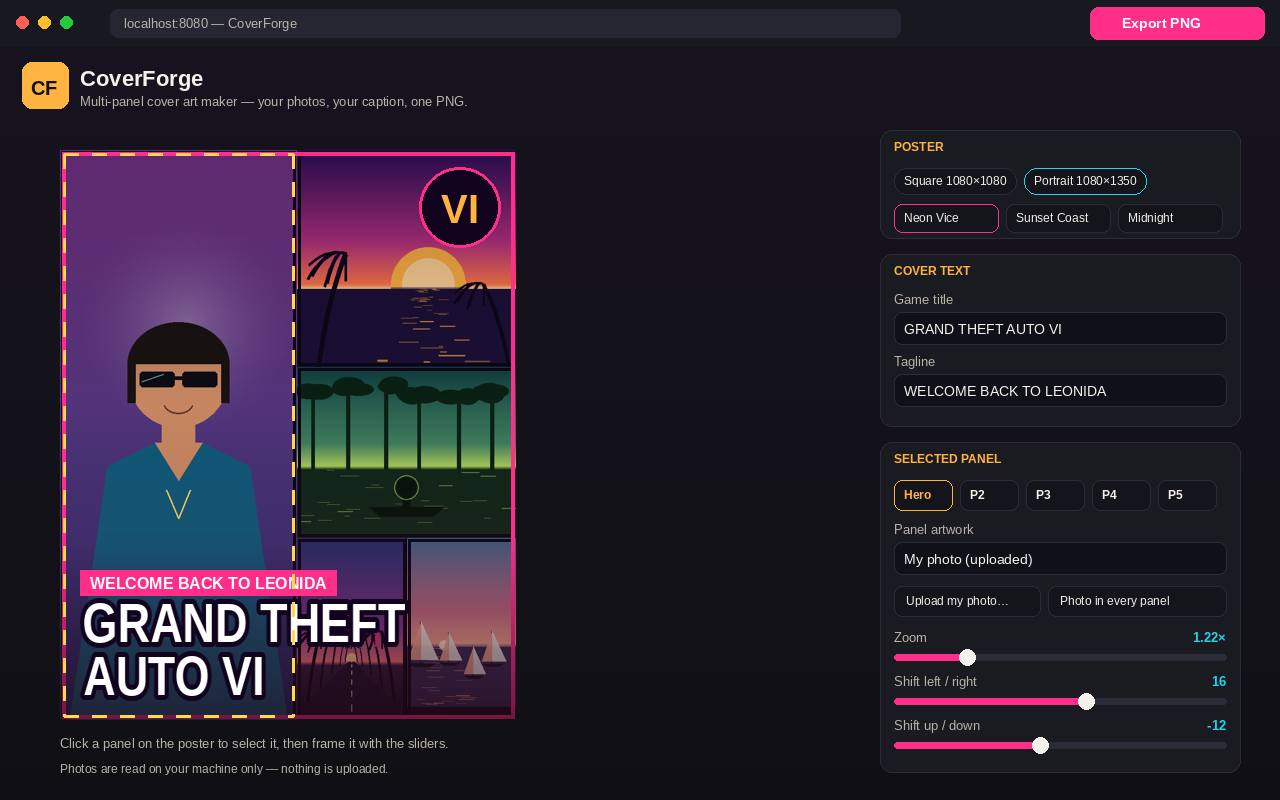 localhost:8080 — CoverForge
Export PNG
CF
CoverForge
Multi-panel cover art maker — your photos, your caption, one PNG.
VI
WELCOME BACK TO LEONIDA
GRAND THEFT
AUTO VI
Click a panel on the poster to select it, then frame it with the sliders.
Photos are read on your machine only — nothing is uploaded.
POSTER
Square 1080×1080
Portrait 1080×1350
Neon Vice
Sunset Coast
Midnight
COVER TEXT
Game title
GRAND THEFT AUTO VI
Tagline
WELCOME BACK TO LEONIDA
SELECTED PANEL
Hero
P2
P3
P4
P5
Panel artwork
My photo (uploaded)
Upload my photo…
Photo in every panel
Zoom 1.22×
Shift left / right 16
Shift up / down -12